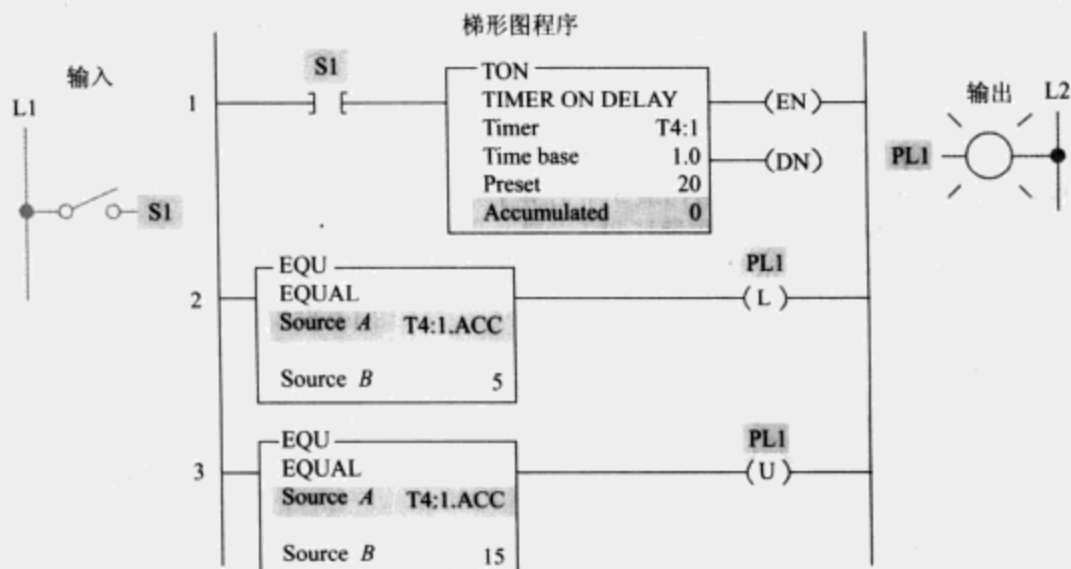 梯形图程序
输入
L1
S1
1
S1
TON
TIMER ON DELAY
Timer T4:1
Time base 1.0
Preset 20
Accumulated 0
(EN)
(DN)
输出
L2
PL1
2
EQU
EQUAL
Source A T4:1.ACC
Source B 5
PL1
(L)
3
EQU
EQUAL
Source A T4:1.ACC
Source B 15
PL1
(U)